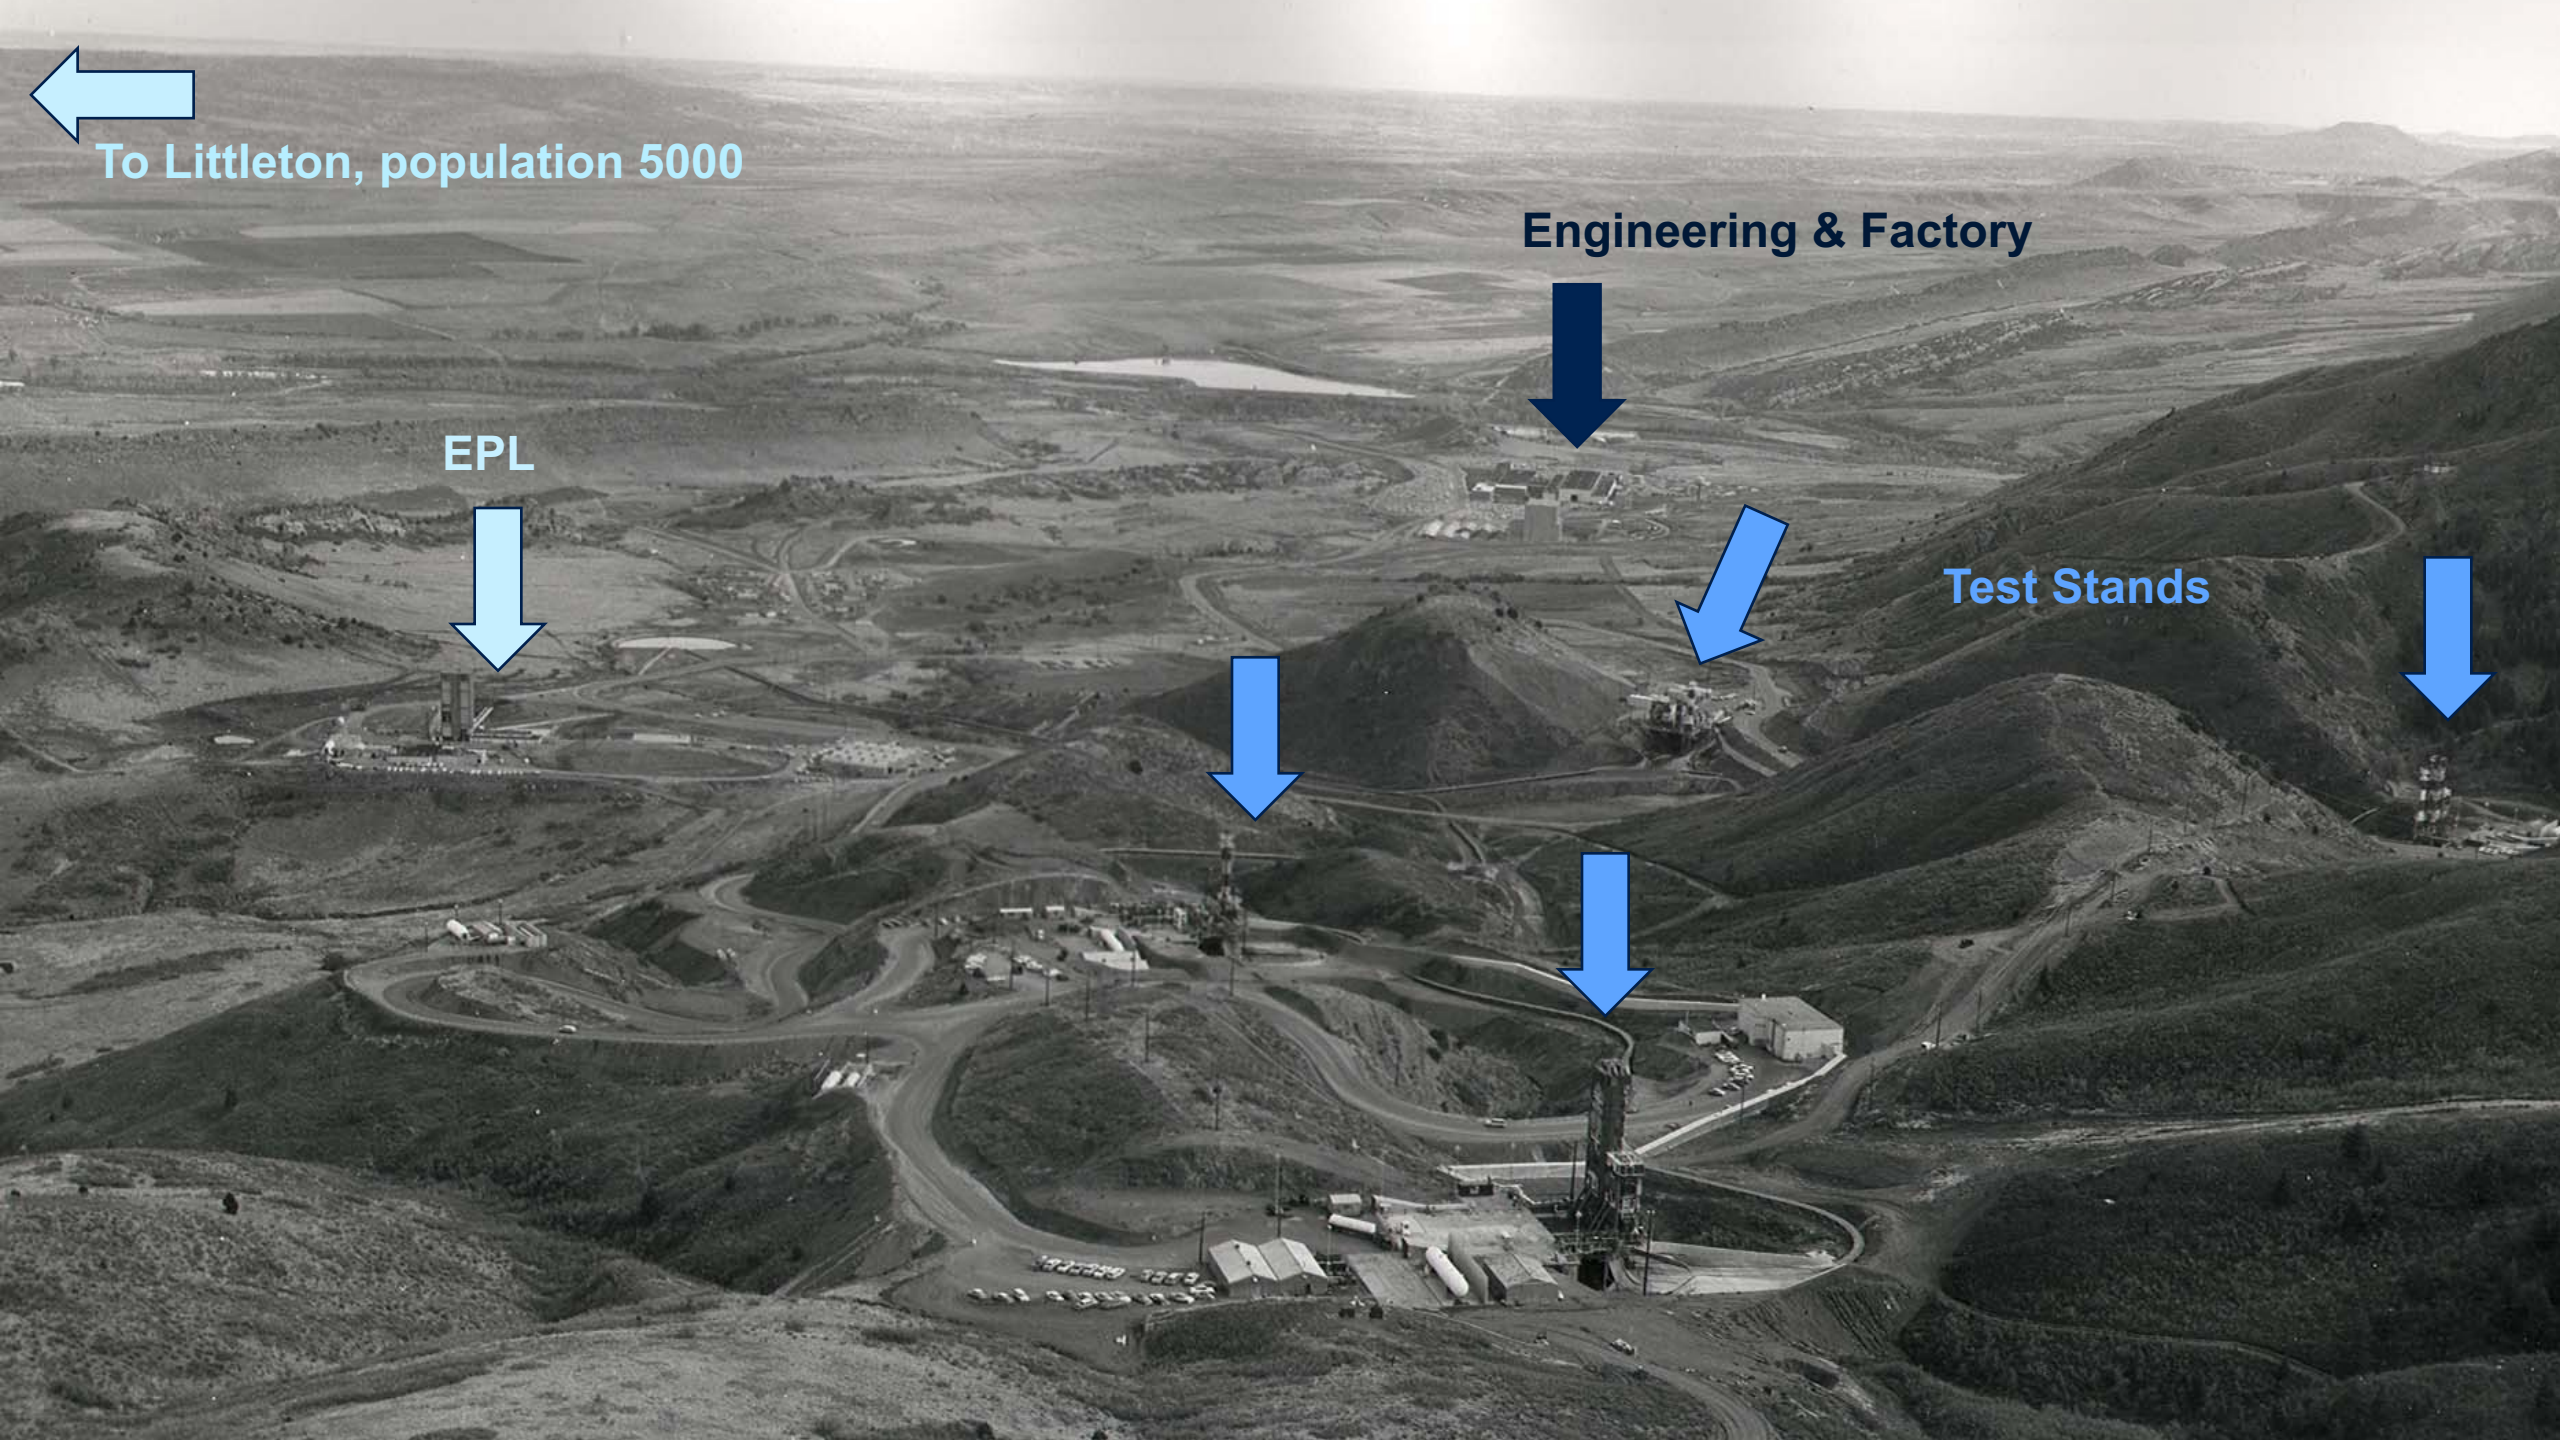 To Littleton, population 5000
Engineering & Factory
EPL
Test Stands